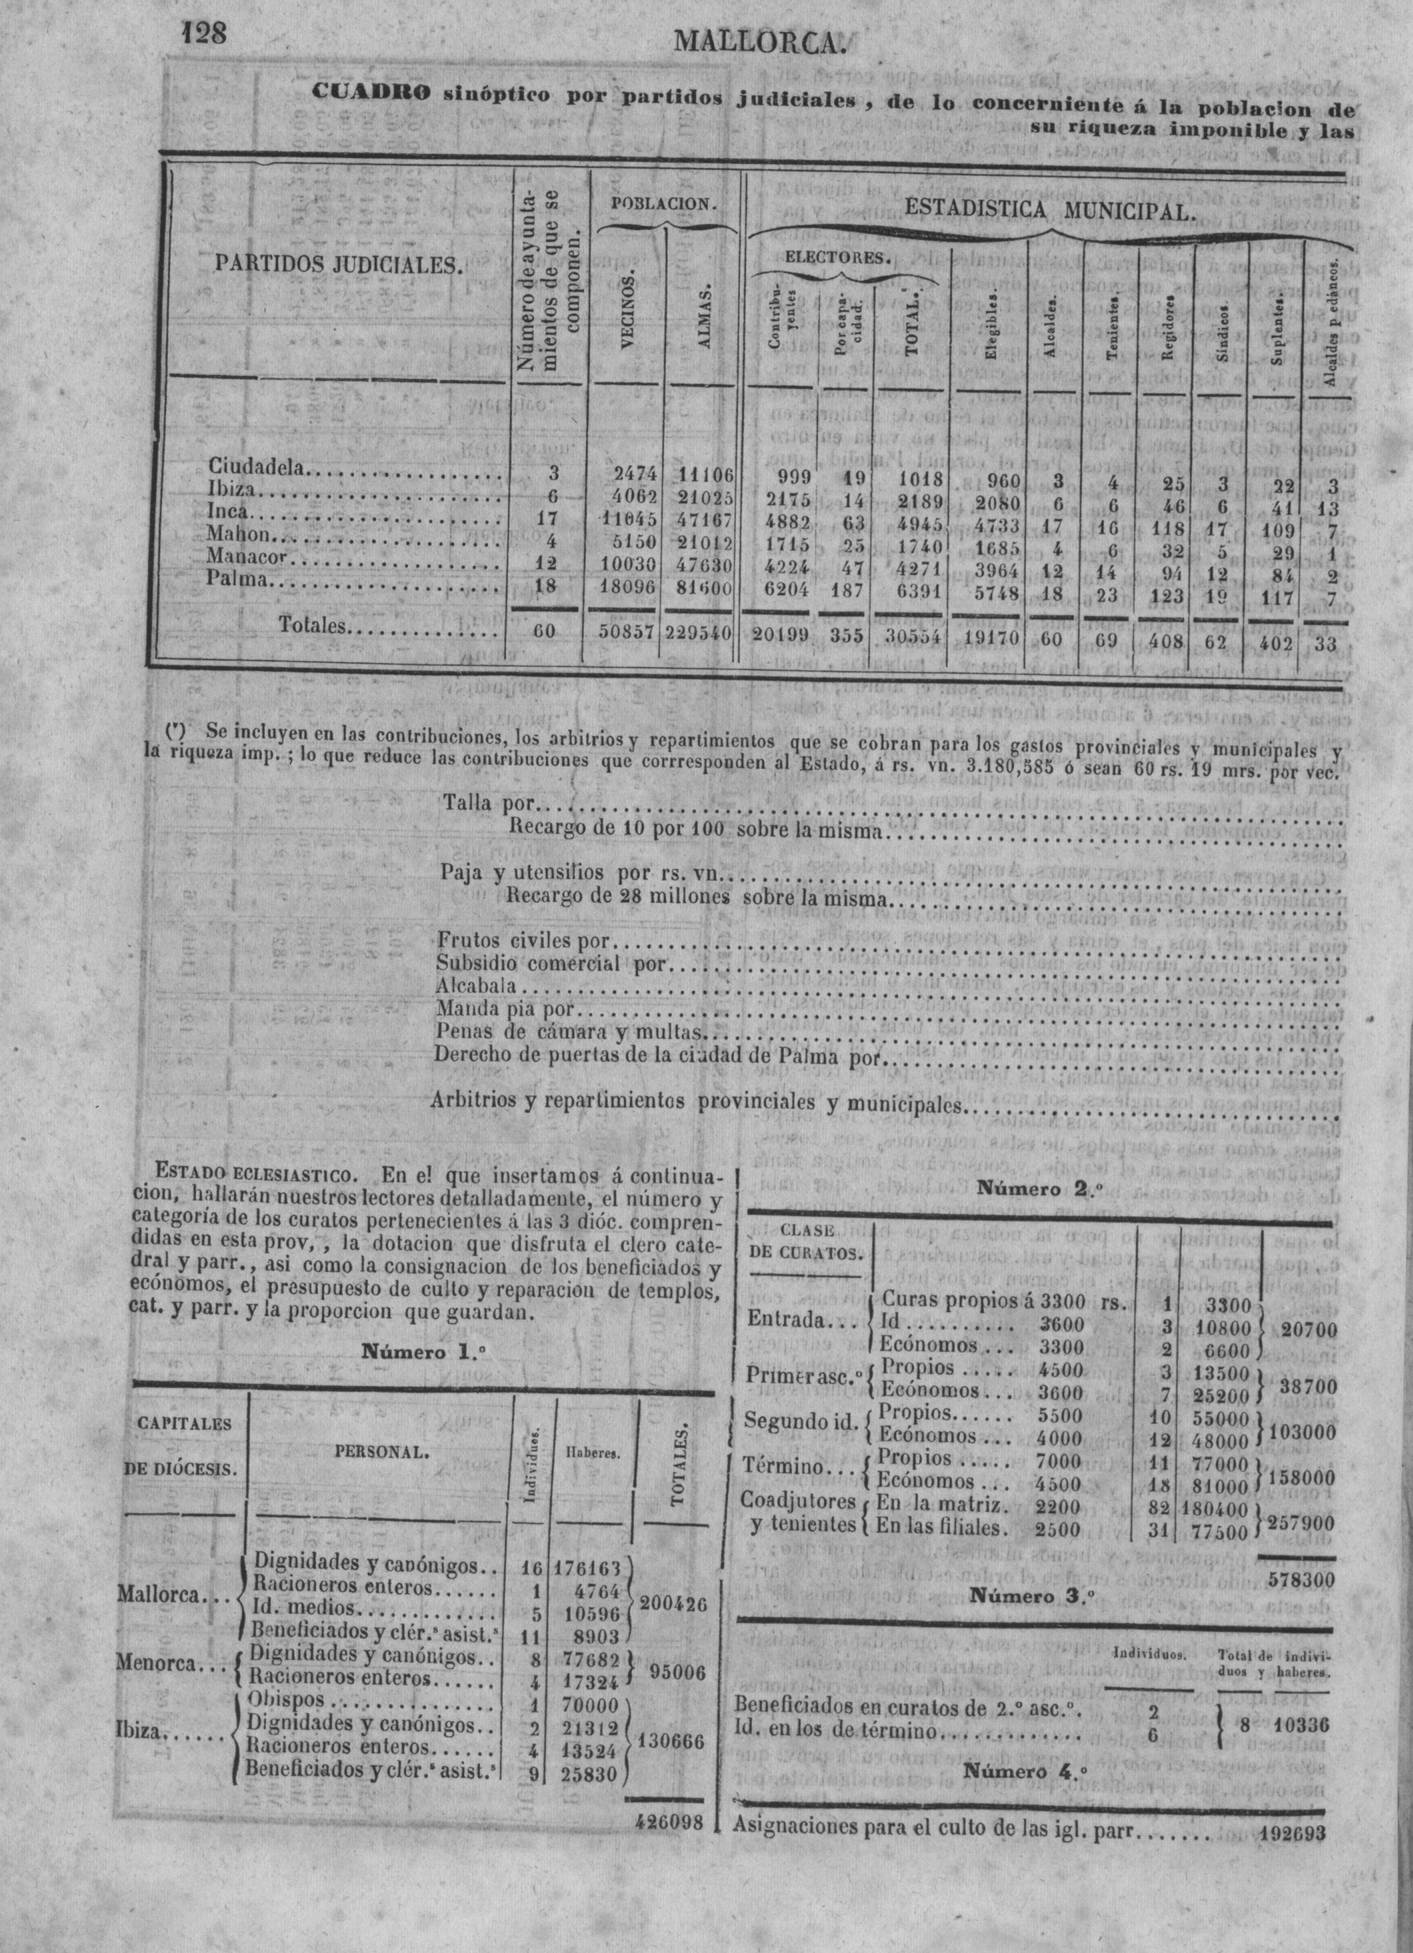 128
MALLORCA.
CUADRO sinóptico por partidos judiciales, de lo concerniente á la poblacion de
su riqueza imponible y las
PARTIDOS JUDICIALES.
Número de ayunta-
mientos de que se
componen.
POBLACION.
VECINOS.
ALMAS.
ESTADISTICA MUNICIPAL.
ELECTORES.
Contribu-
yentes
Por capa-
cidad.
TOTAL.
Elegibles.
Alcaldes.
Tenientes.
Regidores
Síndicos.
Suplentes.
Alcaldes pedáneos.
Ciudadela.................. 3 2474 11106 999 19 1018 960 3 4 25 3 22 3
Ibiza...................... 6 4062 21025 2175 14 2189 2080 6 6 46 6 41 13
Inca....................... 17 11045 47167 4882 63 4945 4733 17 16 118 17 109 7
Mahon..................... 4 5150 21012 1715 25 1740 1685 4 6 32 5 29 1
Manacor................... 12 10030 47630 4224 47 4271 3964 12 14 94 12 84 2
Palma..................... 18 18096 81600 6204 187 6391 5748 18 23 123 19 117 7
Totales.............. 60 50857 229540 20199 355 30554 19170 60 69 408 62 402 33
(*) Se incluyen en las contribuciones, los arbitrios y repartimientos que se cobran para los gastos provinciales y municipales y
la riqueza imp.; lo que reduce las contribuciones que corrresponden al Estado, á rs. vn. 3.180,585 ó sean 60 rs. 19 mrs. por vec.
Talla por..............................
Recargo de 10 por 100 sobre la misma..............................
Paja y utensilios por rs. vn..............................
Recargo de 28 millones sobre la misma..............................
Frutos civiles por..............................
Subsidio comercial por..............................
Alcabala..............................
Manda pia por..............................
Penas de cámara y multas..............................
Derecho de puertas de la ciudad de Palma por..............................
Arbitrios y repartimientos provinciales y municipales..............................
ESTADO ECLESIASTICO. En el que insertamos á continua-
cion, hallarán nuestros lectores detalladamente, el número y
categoría de los curatos pertenecientes á las 3 dióc. compren-
didas en esta prov, , la dotacion que disfruta el clero cate-
dral y parr., asi como la consignacion de los beneficiados y
ecónomos, el presupuesto de culto y reparacion de templos,
cat. y parr. y la proporcion que guardan.
Número 1.º
CAPITALES
DE DIÓCESIS.
PERSONAL.
Individuos.
Haberes.
TOTALES.
Mallorca...
Dignidades y canónigos.. 16 176163
Racioneros enteros...... 1 4764
Id. medios............. 5 10596
Beneficiados y clér.s asist.s 11 8903
200426
Menorca...
Dignidades y canónigos.. 8 77682
Racioneros enteros...... 4 17324
95006
Ibiza......
Obispos............... 1 70000
Dignidades y canónigos.. 2 21312
Racioneros enteros...... 4 13524
Beneficiados y clér.s asist.s 9 25830
130666
426098
Número 2.º
CLASE
DE CURATOS.
Entrada...
Curas propios á 3300 rs. 1 3300
Id .......... 3600 3 10800
Ecónomos... 3300 2 6600
20700
Primer asc.º
Propios ..... 4500 3 13500
Ecónomos... 3600 7 25200
38700
Segundo id.
Propios...... 5500 10 55000
Ecónomos ... 4000 12 48000
103000
Término...
Propios ..... 7000 11 77000
Ecónomos ... 4500 18 81000
158000
Coadjutores
y tenientes
En la matriz. 2200 82 180400
En las filiales. 2500 31 77500
257900
578300
Número 3.º
Individuos.
Total de indivi-
duos y haberes.
Beneficiados en curatos de 2.º asc.º. 2
Id. en los de término............. 6
8 10336
Número 4.º
Asignaciones para el culto de las igl. parr....... 192693